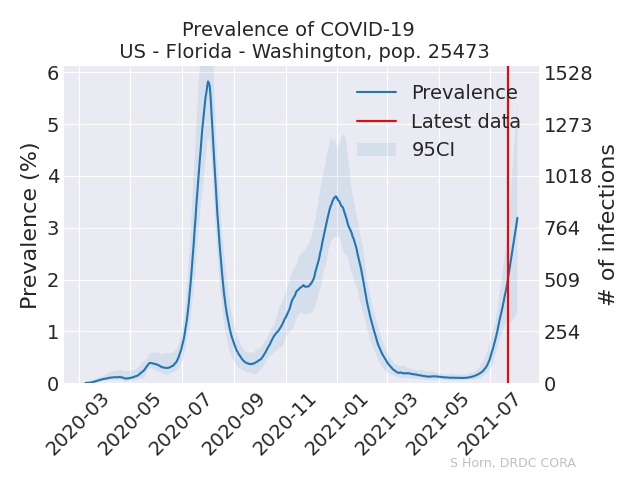 Prevalence of COVID-19
US - Florida - Washington, pop. 25473
Prevalence (%)
6
5
4
3
2
1
0
1528
1273
1018
764
509
254
0
# of infections
Prevalence
Latest data
95CI
2020-03
2020-05
2020-07
2020-09
2020-11
2021-01
2021-03
2021-05
2021-07
S Horn, DRDC CORA